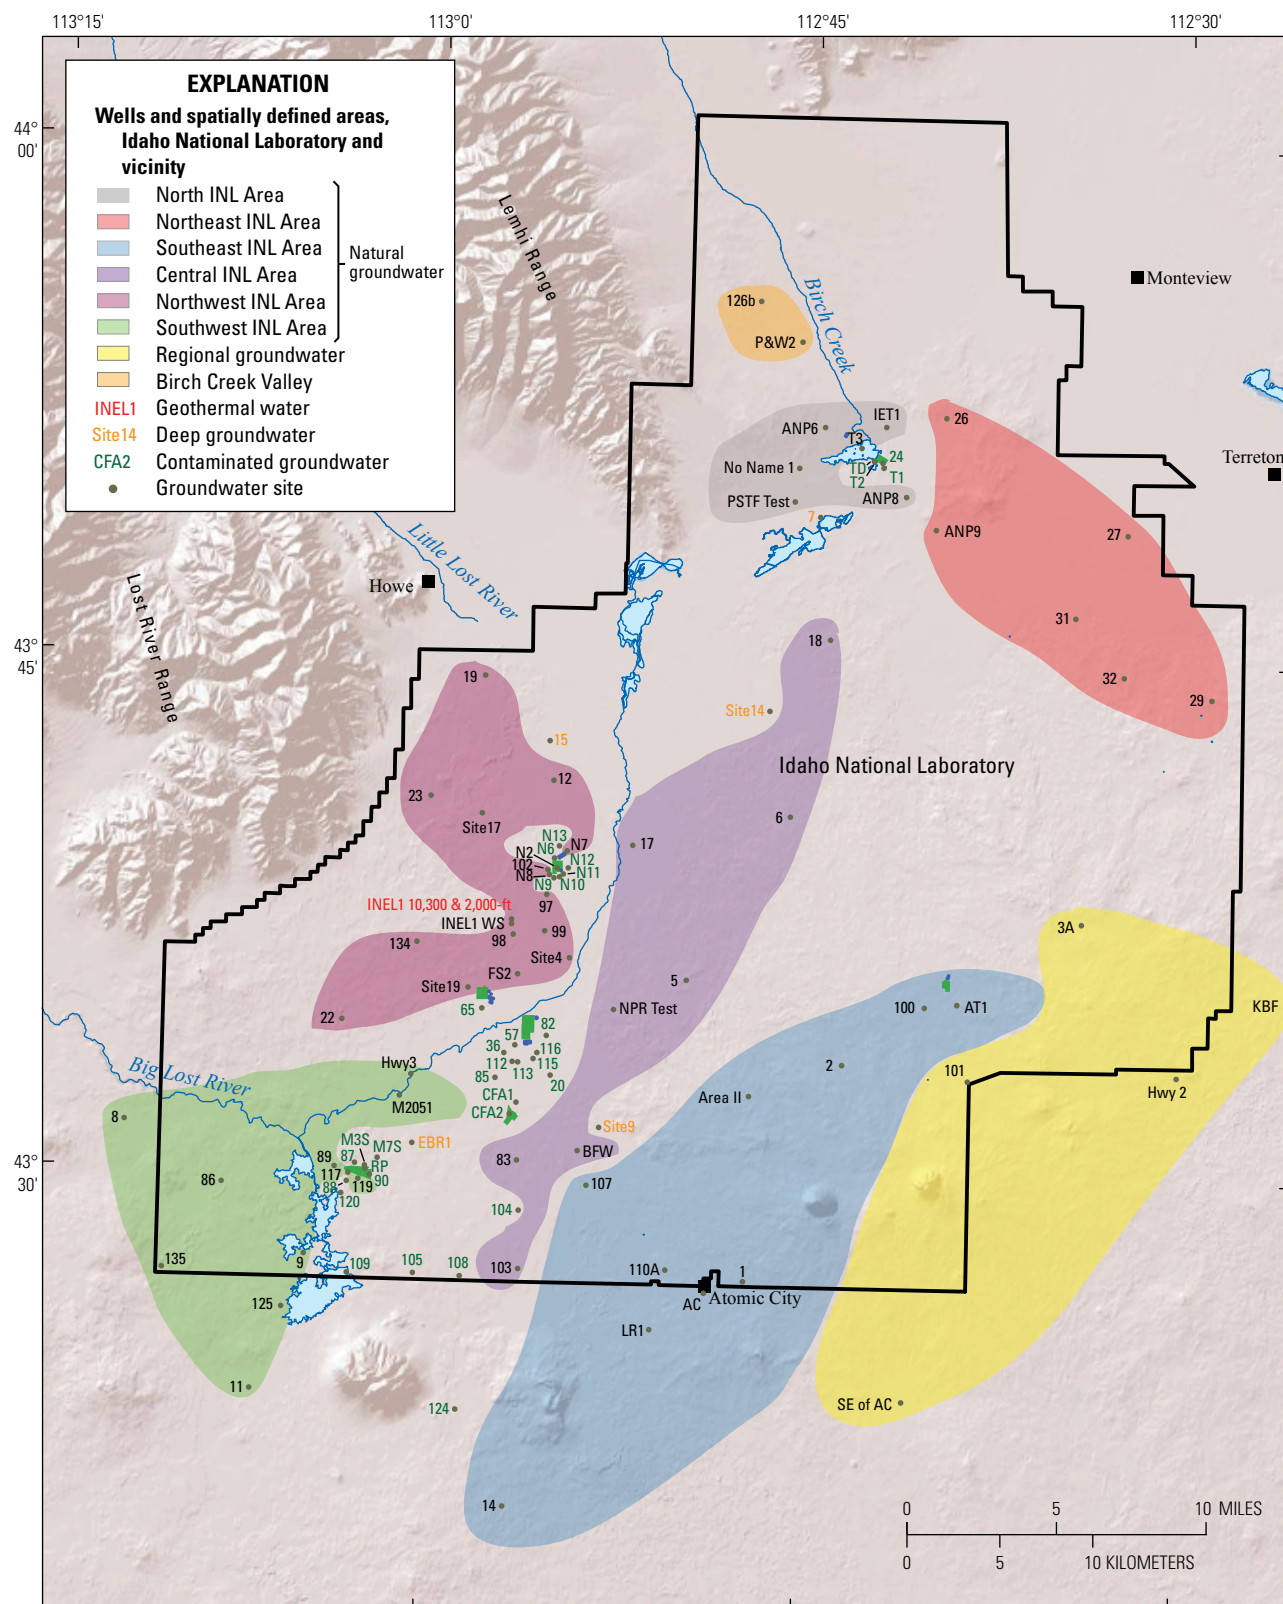 113°15'
113°0'
112°45'
112°30'
44°
00'
43°
45'
43°
30'
EXPLANATION
Wells and spatially defined areas,
Idaho National Laboratory and
vicinity
North INL Area
Northeast INL Area
Southeast INL Area
Central INL Area
Northwest INL Area
Southwest INL Area
Natural
groundwater
Regional groundwater
Birch Creek Valley
INEL1 Geothermal water
Site14 Deep groundwater
CFA2 Contaminated groundwater
Groundwater site
Lemhi Range
Birch Creek
Monteview
126b
P&W2
IET1
26
ANP6
T3
24
Terreton
No Name 1
TD
T1
T2
PSTF Test
ANP8
7
ANP9
27
Little Lost River
Howe
Lost River Range
31
18
19
32
29
Site14
15
Idaho National Laboratory
12
23
Site17
6
17
N13
N6
N7
N2
N12
102
N11
N8
N9
N10
97
INEL1 10,300 & 2,000-ft
INEL1 WS
99
98
134
3A
Site4
FS2
5
Site19
65
22
NPR Test
100
AT1
KBF
82
57
36
116
112
113
115
85
20
Hwy3
Big Lost River
M2051
2
101
Hwy 2
Area II
CFA1
CFA2
8
Site9
EBR1
M3S
M7S
87
RP
89
117
90
88
119
120
86
83
BFW
107
104
135
9
109
105
108
103
110A
1
Atomic City
AC
125
LR1
11
124
SE of AC
14
0 5 10 MILES
0 5 10 KILOMETERS